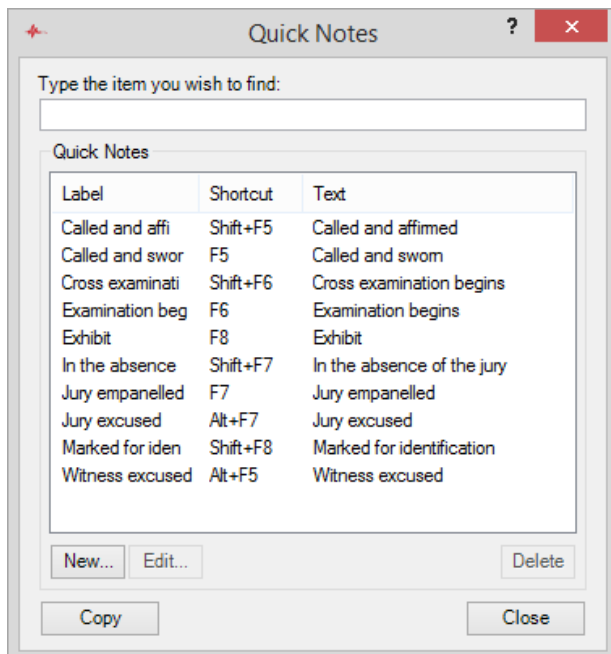 Quick Notes ?
Type the item you wish to find:
Quick Notes
Label Shortcut Text
Called and affi Shift+F5 Called and affirmed
Called and swor F5 Called and sworn
Cross examinati Shift+F6 Cross examination begins
Examination beg F6 Examination begins
Exhibit F8 Exhibit
In the absence Shift+F7 In the absence of the jury
Jury empanelled F7 Jury empanelled
Jury excused Alt+F7 Jury excused
Marked for iden Shift+F8 Marked for identification
Witness excused Alt+F5 Witness excused
New... Edit... Delete
Copy Close